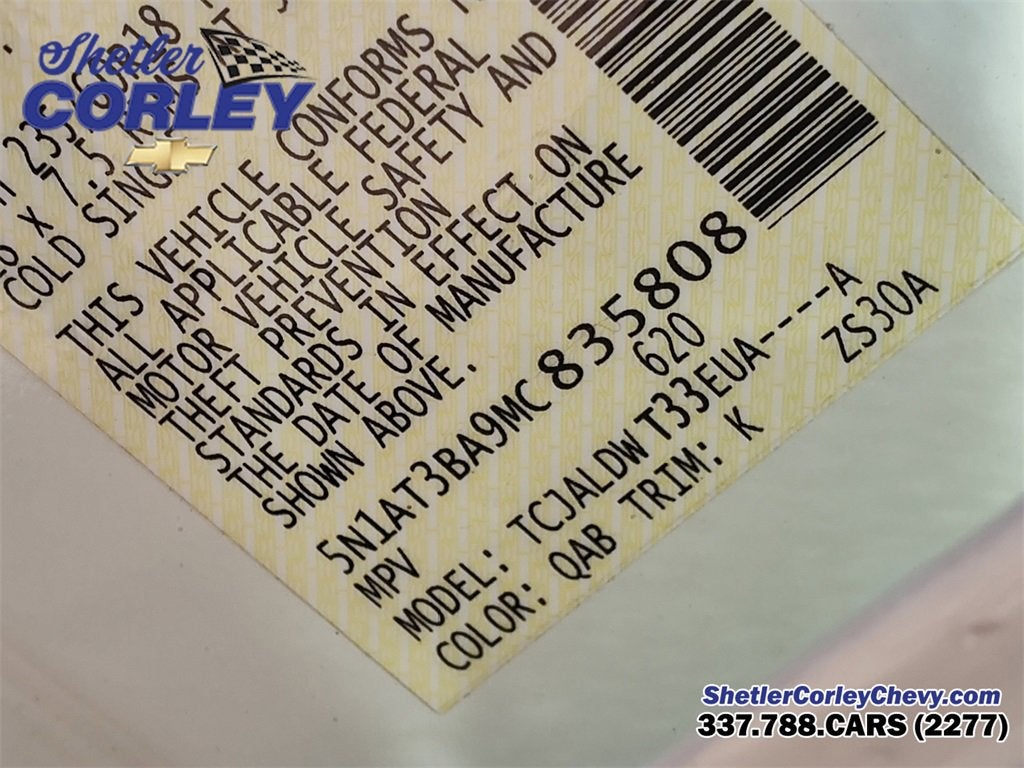 Shetler
CORLEY
COLD
THIS VEHICLE CONFORMS
ALL APPLICABLE FEDERAL
MOTOR VEHICLE SAFETY AND
THEFT PREVENTION
STANDARDS IN EFFECT ON
THE DATE OF MANUFACTURE
SHOWN ABOVE.
5N1AT3BA9MC835808
MPV 620
MODEL: TCJALDW T33EUA----A
COLOR: QAB TRIM: K ZS30A
ShetlerCorleyChevy.com
337.788.CARS (2277)